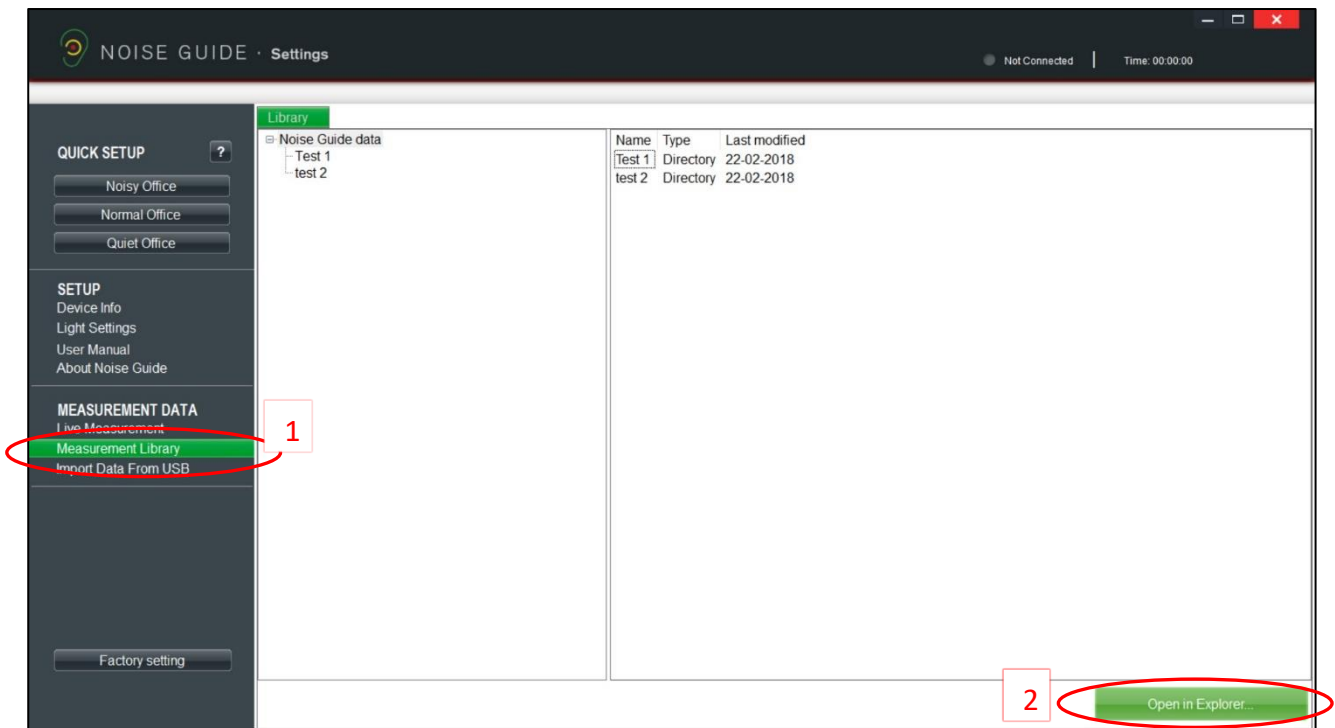 NOISE GUIDE · Settings
Not Connected | Time: 00:00:00
QUICK SETUP ?
Noisy Office
Normal Office
Quiet Office
SETUP
Device Info
Light Settings
User Manual
About Noise Guide
MEASUREMENT DATA
Live Measurement
Measurement Library
Import Data From USB
Factory setting
1
Library
Noise Guide data
Test 1
test 2
Name Type Last modified
Test 1 Directory 22-02-2018
test 2 Directory 22-02-2018
2
Open in Explorer...